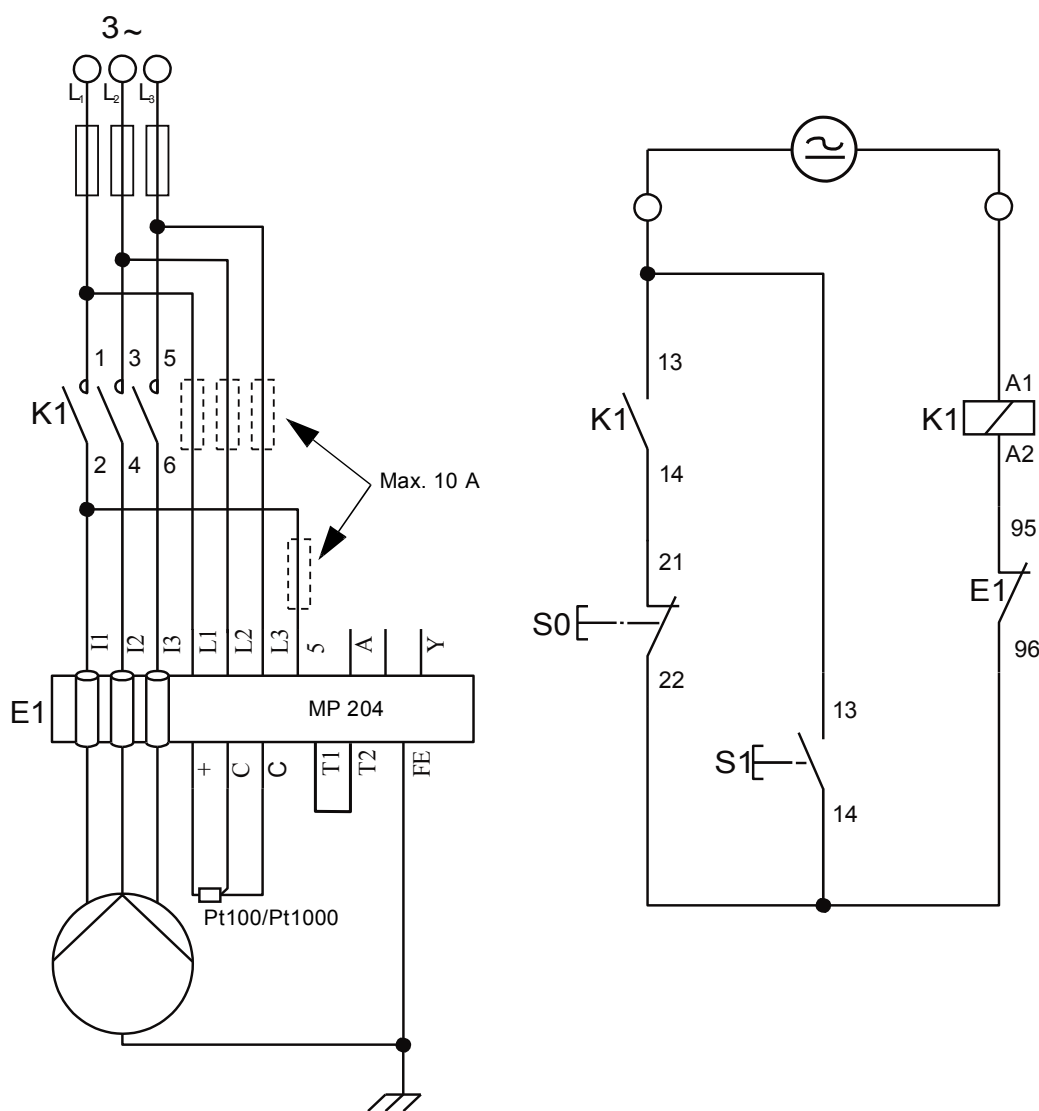 3~
L1 L2 L3
1 3 5
K1
2 4 6
Max. 10 A
I1 I2 I3 L1 L2 L3 5 A Y
E1
MP 204
+ C C T1 T2 FE
Pt100/Pt1000
13
K1
14
21
S0
22
13
S1
14
A1
K1
A2
95
E1
96